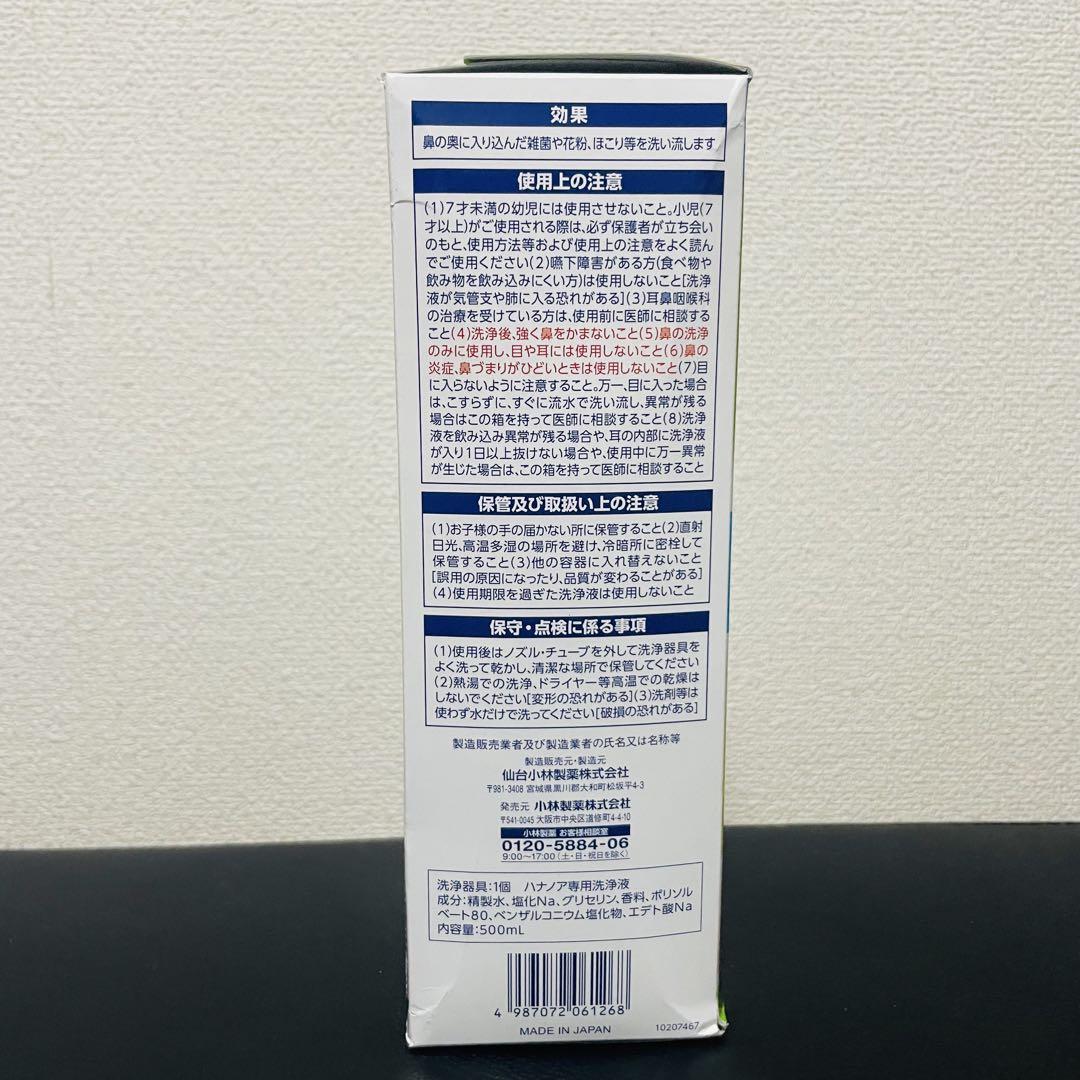 効果
鼻の奥に入り込んだ雑菌や花粉、ほこり等を洗い流します
使用上の注意
(1)7才未満の幼児には使用させないこと。小児(7
才以上)がご使用される際は、必ず保護者が立ち会い
のもと、使用方法等および使用上の注意をよく読ん
でご使用ください(2)嚥下障害がある方(食べ物や
飲み物を飲み込みにくい方)は使用しないこと[洗浄
液が気管支や肺に入る恐れがある](3)耳鼻咽喉科
の治療を受けている方は、使用前に医師に相談する
こと(4)洗浄後、強く鼻をかまないこと(5)鼻の洗浄
のみに使用し、目や耳には使用しないこと(6)鼻の
炎症、鼻づまりがひどいときは使用しないこと(7)目
に入らないように注意すること。万一、目に入った場合
は、こすらずに、すぐに流水で洗い流し、異常が残る
場合はこの箱を持って医師に相談すること(8)洗浄
液を飲み込み異常が残る場合や、耳の内部に洗浄液
が入り1日以上抜けない場合や、使用中に万一異常
が生じた場合は、この箱を持って医師に相談すること
保管及び取扱い上の注意
(1)お子様の手の届かない所に保管すること(2)直射
日光、高温多湿の場所を避け、冷暗所に密栓して
保管すること(3)他の容器に入れ替えないこと
[誤用の原因になったり、品質が変わることがある]
(4)使用期限を過ぎた洗浄液は使用しないこと
保守・点検に係る事項
(1)使用後はノズル・チューブを外して洗浄器具を
よく洗って乾かし、清潔な場所で保管してください
(2)熱湯での洗浄、ドライヤー等高温での乾燥は
しないでください[変形の恐れがある](3)洗剤等は
使わず水だけで洗ってください[破損の恐れがある]
製造販売業者及び製造業者の氏名又は名称等
製造販売元・製造元
仙台小林製薬株式会社
〒981-3408 宮城県黒川郡大和町松坂平4-3
発売元 小林製薬株式会社
〒541-0045 大阪市中央区道修町4-4-10
小林製薬 お客様相談室
0120-5884-06
9:00〜17:00(土・日・祝日を除く)
洗浄器具:1個 ハナノア専用洗浄液
成分:精製水、塩化Na、グリセリン、香料、ポリソル
ベート80、ベンザルコニウム塩化物、エデト酸Na
内容量:500mL
4 987072 061268
MADE IN JAPAN 10207467